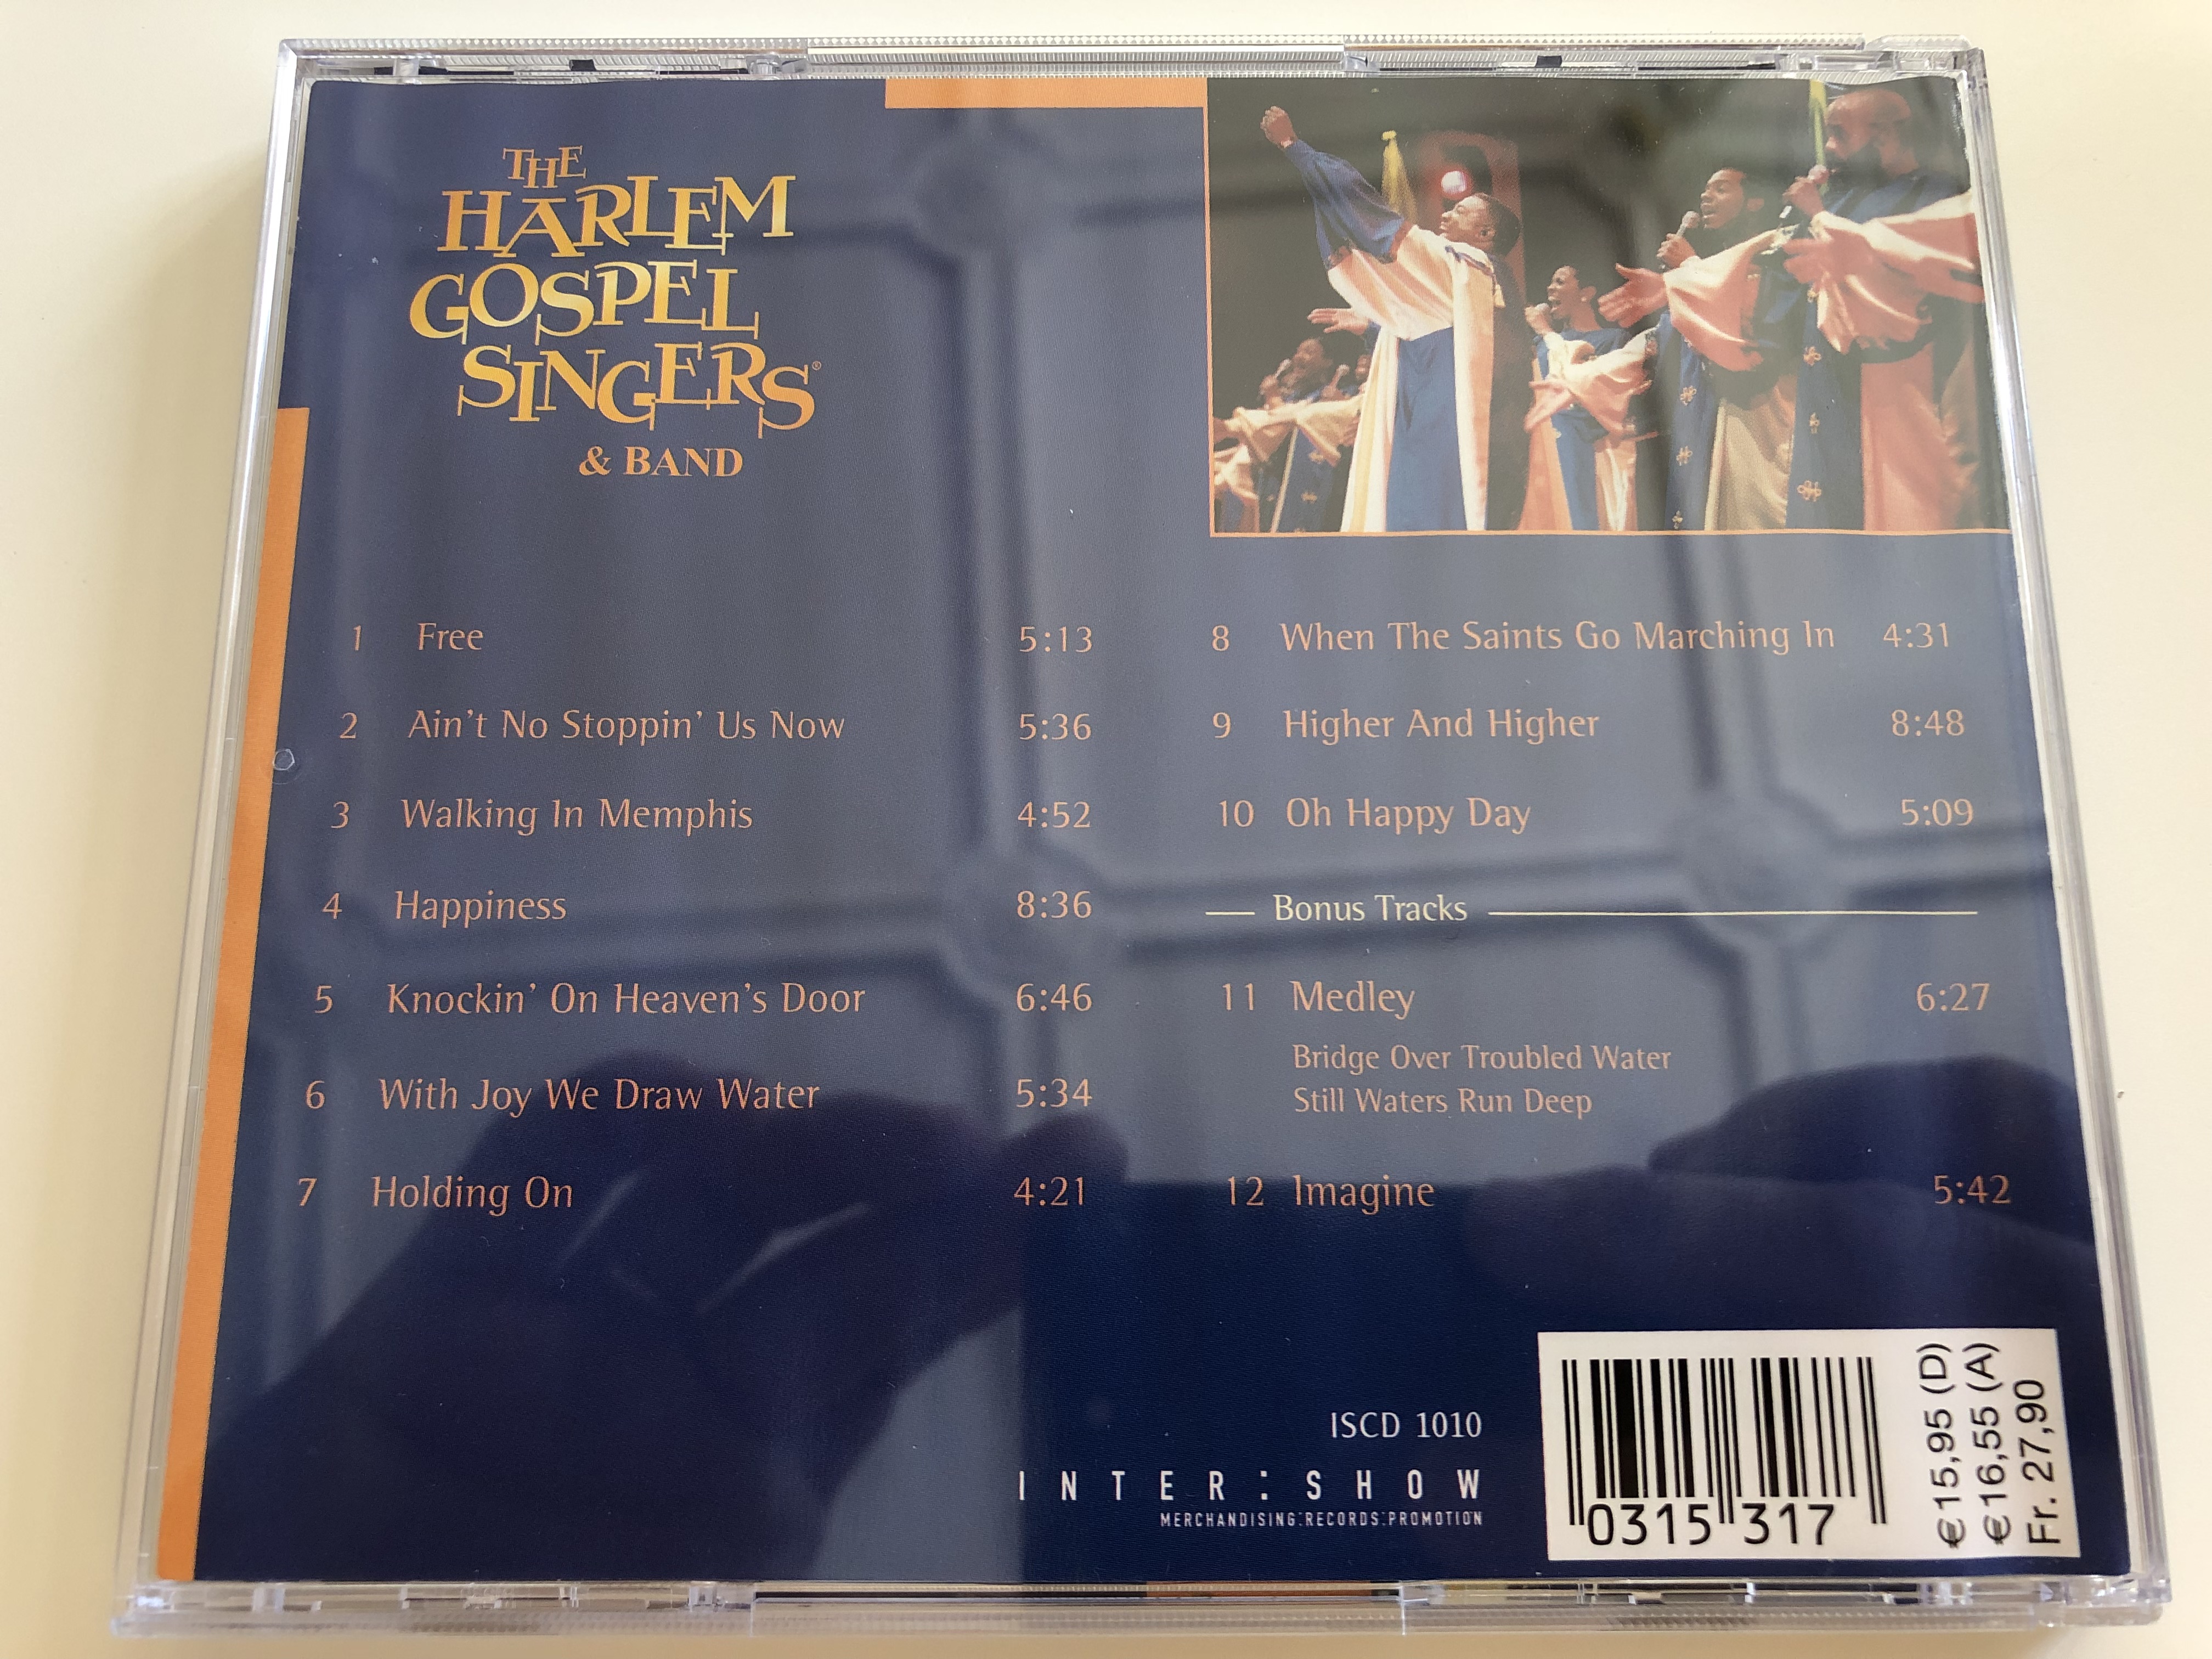 THE
HARLEM
GOSPEL
SINGERS®
& BAND
1 Free 5:13
2 Ain't No Stoppin' Us Now 5:36
3 Walking In Memphis 4:52
4 Happiness 8:36
5 Knockin' On Heaven's Door 6:46
6 With Joy We Draw Water 5:34
7 Holding On 4:21
8 When The Saints Go Marching In 4:31
9 Higher And Higher 8:48
10 Oh Happy Day 5:09
Bonus Tracks
11 Medley 6:27
Bridge Over Troubled Water
Still Waters Run Deep
12 Imagine 5:42
ISCD 1010
INTER:SHOW
MERCHANDISING:RECORDS:PROMOTION
0315 317
€ 15,95 (D)
€ 16,55 (A)
Fr. 27,90